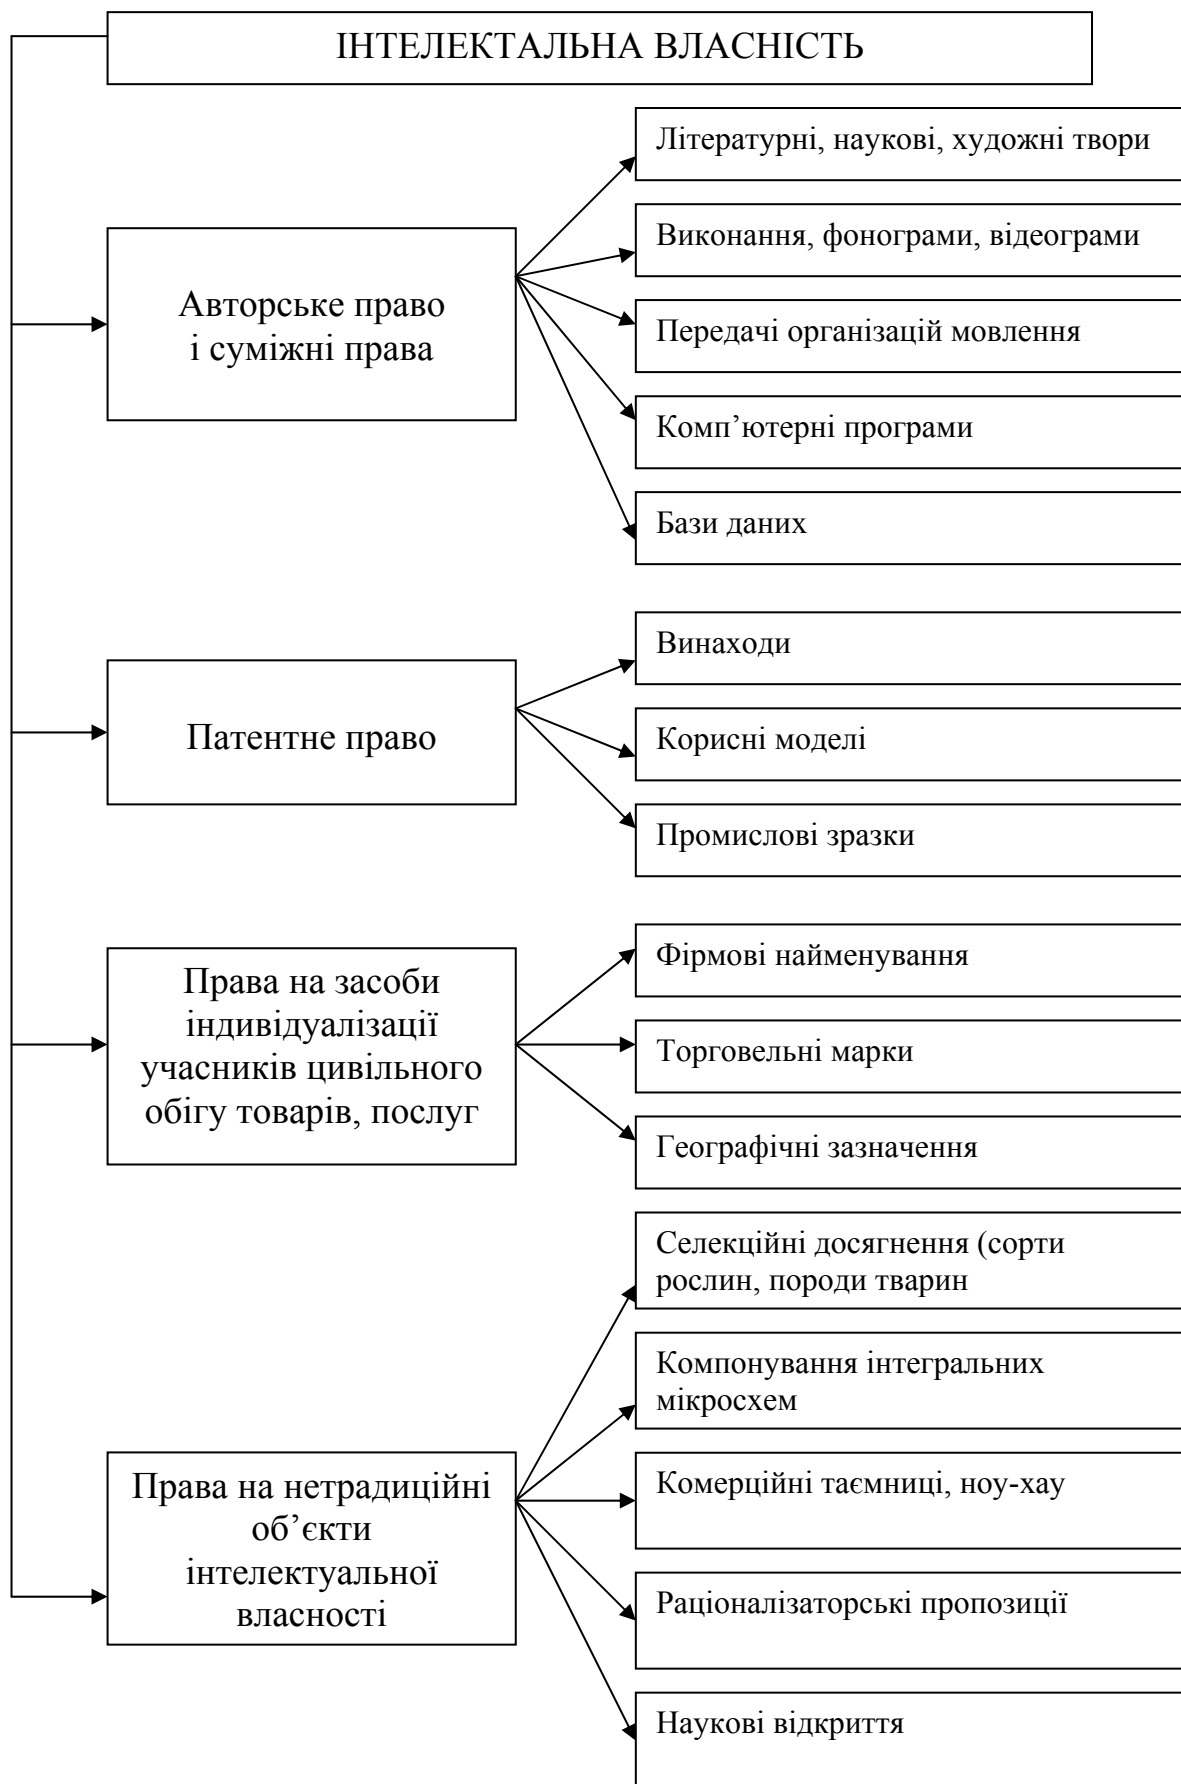 ІНТЕЛЕКТАЛЬНА ВЛАСНІСТЬ
Авторське право
і суміжні права
Літературні, наукові, художні твори
Виконання, фонограми, відеограми
Передачі організацій мовлення
Комп’ютерні програми
Бази даних
Патентне право
Винаходи
Корисні моделі
Промислові зразки
Права на засоби
індивідуалізації
учасників цивільного
обігу товарів, послуг
Фірмові найменування
Торговельні марки
Географічні зазначення
Права на нетрадиційні
об’єкти
інтелектуальної
власності
Селекційні досягнення (сорти
рослин, породи тварин
Компонування інтегральних
мікросхем
Комерційні таємниці, ноу-хау
Раціоналізаторські пропозиції
Наукові відкриття